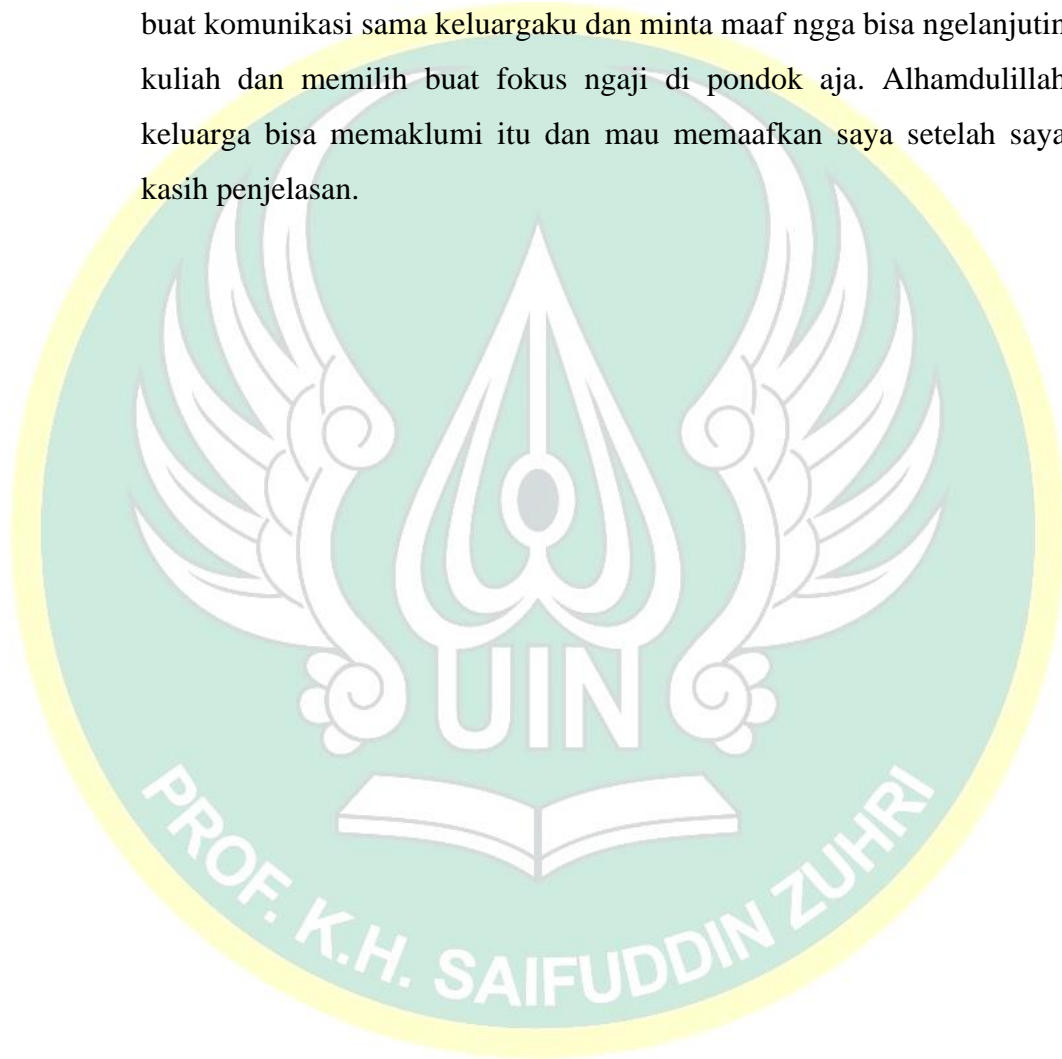 buat komunikasi sama keluargaku dan minta maaf ngga bisa ngelanjutin
kuliah dan memilih buat fokus ngaji di pondok aja. Alhamdulillah
keluarga bisa memaklumi itu dan mau memaafkan saya setelah saya
kasih penjelasan.
UIN
PROF. K.H. SAIFUDDIN ZUHRI